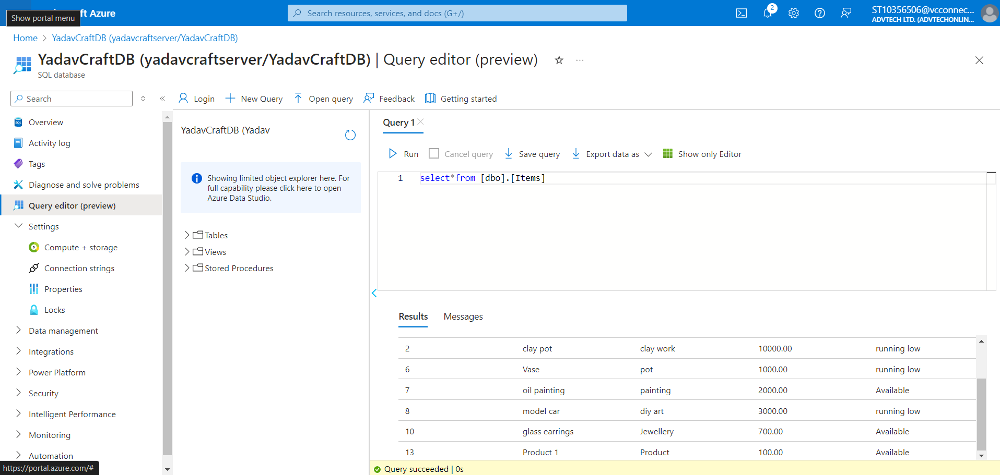 Show portal menu
ft Azure
Search resources, services, and docs (G+/)
2
ST10356506@vcconnec...
ADVTECH LTD. (ADVTECHONLIN...
Home > YadavCraftDB (yadavcraftserver/YadavCraftDB)
YadavCraftDB (yadavcraftserver/YadavCraftDB) | Query editor (preview)
SQL database
Search
Login
New Query
Open query
Feedback
Getting started
Overview
Activity log
Tags
Diagnose and solve problems
Query editor (preview)
Settings
Compute + storage
Connection strings
Properties
Locks
Data management
Integrations
Power Platform
Security
Intelligent Performance
Monitoring
Automation
https://portal.azure.com/#
YadavCraftDB (Yadav
Showing limited object explorer here. For
full capability please click here to open
Azure Data Studio.
Tables
Views
Stored Procedures
Query 1
Run
Cancel query
Save query
Export data as
Show only Editor
1 select*from [dbo].[Items]
Results Messages
2 clay pot clay work 10000.00 running low
6 Vase pot 1000.00 running low
7 oil painting painting 2000.00 Available
8 model car diy art 3000.00 running low
10 glass earrings Jewellery 700.00 Available
13 Product 1 Product 100.00 Available
Query succeeded | 0s